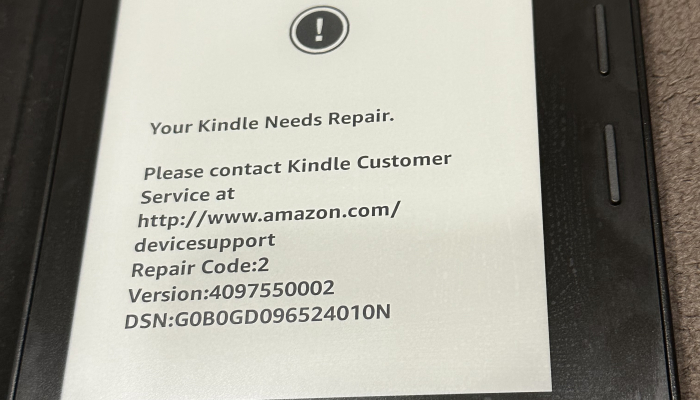 !
Your Kindle Needs Repair.
Please contact Kindle Customer
Service at
http://www.amazon.com/
devicesupport
Repair Code:2
Version:4097550002
DSN:G0B0GD096524010N